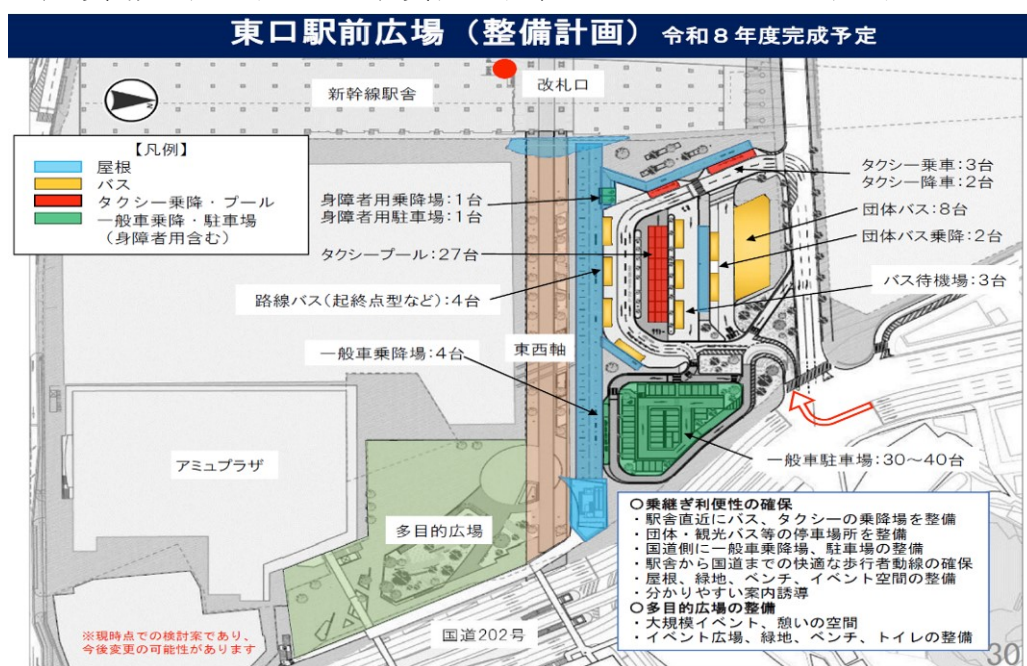 東口駅前広場(整備計画) 令和8年度完成予定
新幹線駅舎
改札口
【凡例】
屋根
バス
タクシー乗降・プール
一般車乗降・駐車場
(身障者用含む)
身障者用乗降場:1台
身障者用駐車場:1台
タクシープール:27台
路線バス(起終点型など):4台
一般車乗降場:4台
東西軸
タクシー乗車:3台
タクシー降車:2台
団体バス:8台
団体バス乗降:2台
バス待機場:3台
一般車駐車場:30~40台
アミュプラザ
多目的広場
国道202号
※現時点での検討案であり、
今後変更の可能性があります
○乗継ぎ利便性の確保
・駅舎直近にバス、タクシーの乗降場を整備
・団体・観光バス等の停車場所を整備
・国道側に一般車乗降場、駐車場の整備
・駅舎から国道までの快適な歩行者動線の確保
・屋根、緑地、ベンチ、イベント空間の整備
・分かりやすい案内誘導
○多目的広場の整備
・大規模イベント、憩いの空間
・イベント広場、緑地、ベンチ、トイレの整備
30